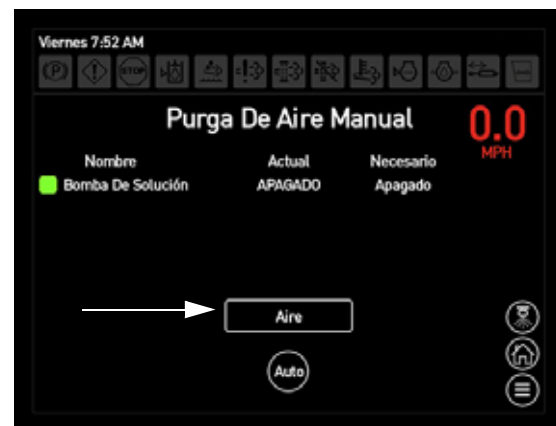 Viernes 7:52 AM
(P) STOP
Purga De Aire Manual
0.0
MPH
Nombre Actual Necesario
Bomba De Solución APAGADO Apagado
Aire
Auto